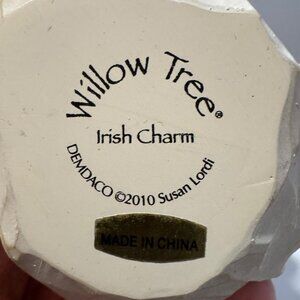 Willow Tree®
Irish Charm
DEMDACO ©2010 Susan Lordi
MADE IN CHINA